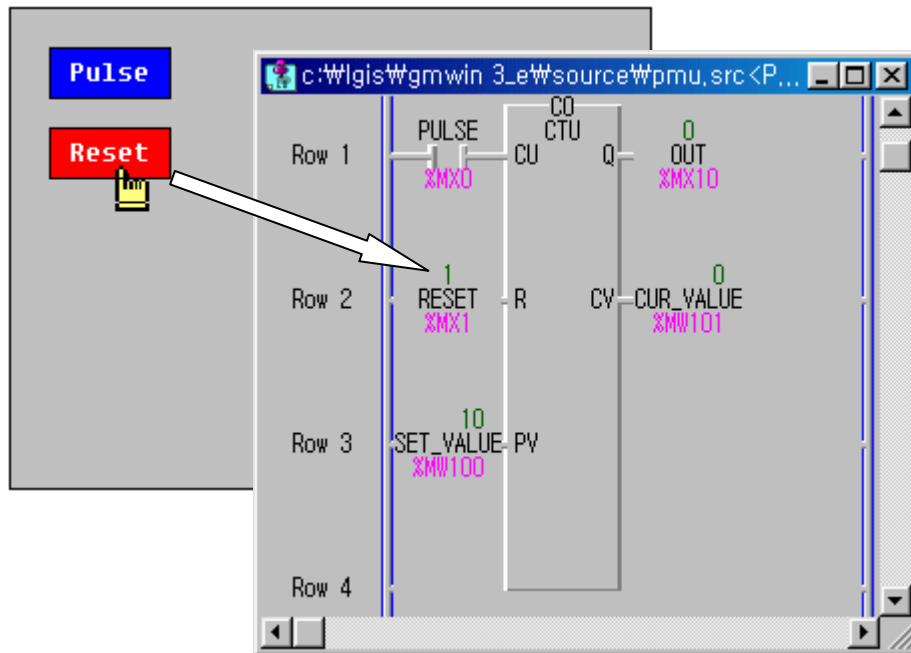 Pulse
Reset
c:₩lgis₩gmwin 3_e₩source₩pmu.src <P...
C0
PULSE CTU 0
Row 1 CU Q OUT
%MX0 %MX10
1 0
Row 2 RESET R CV CUR_VALUE
%MX1 %MW101
10
Row 3 SET_VALUE PV
%MW100
Row 4